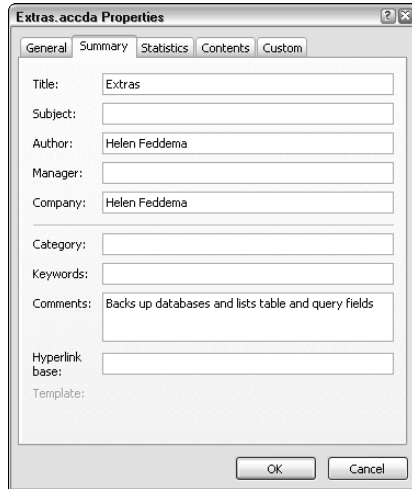 Extras.accda Properties
General Summary Statistics Contents Custom
Title: Extras
Subject:
Author: Helen Feddema
Manager:
Company: Helen Feddema
Category:
Keywords:
Comments: Backs up databases and lists table and query fields
Hyperlink
base:
Template:
OK Cancel